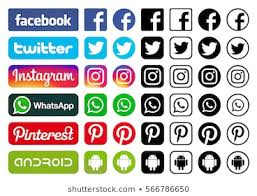 facebook
twitter
Instagram
WhatsApp
Pinterest
ANDROID
shutterstock.com • 566786650